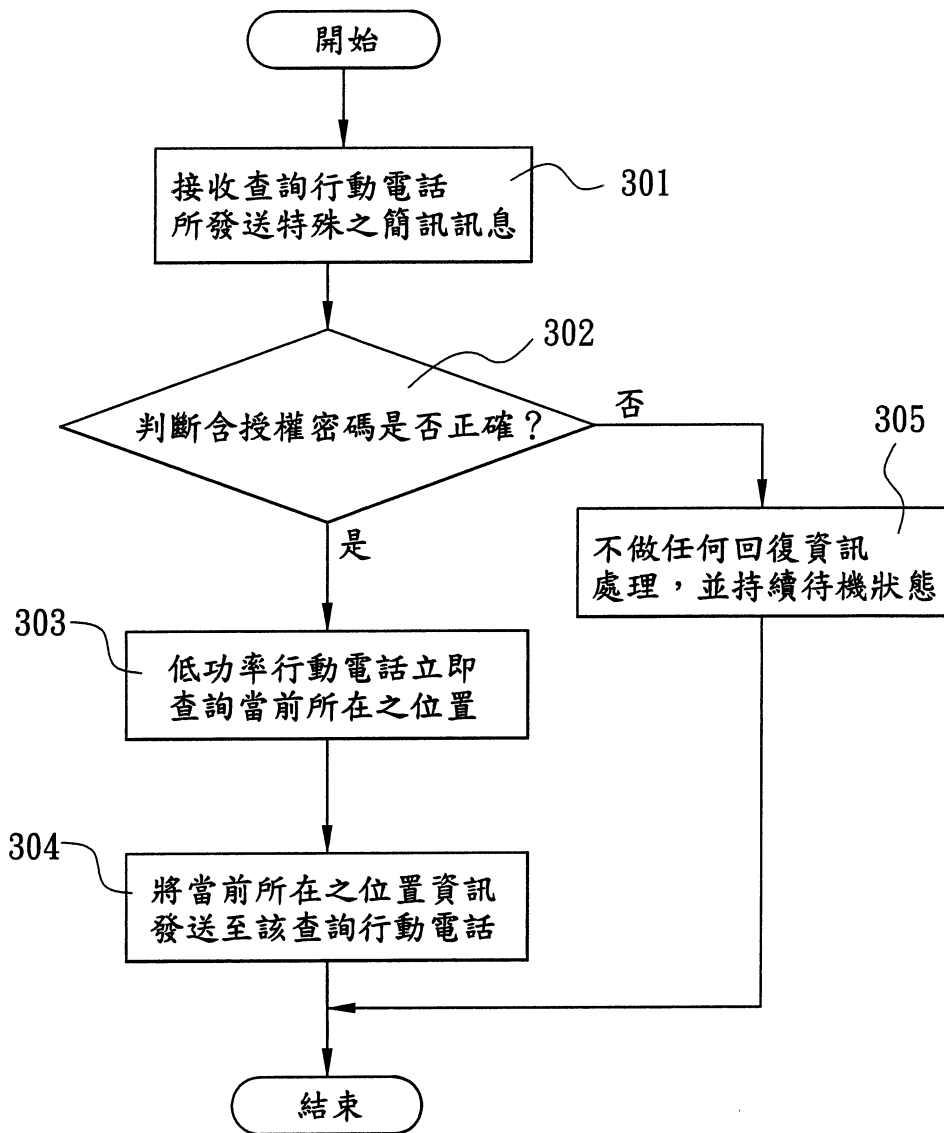 開始
接收查詢行動電話
所發送特殊之簡訊訊息
301
302
判斷含授權密碼是否正確？
否
305
是
不做任何回復資訊
處理，並持續待機狀態
303
低功率行動電話立即
查詢當前所在之位置
304
將當前所在之位置資訊
發送至該查詢行動電話
結束